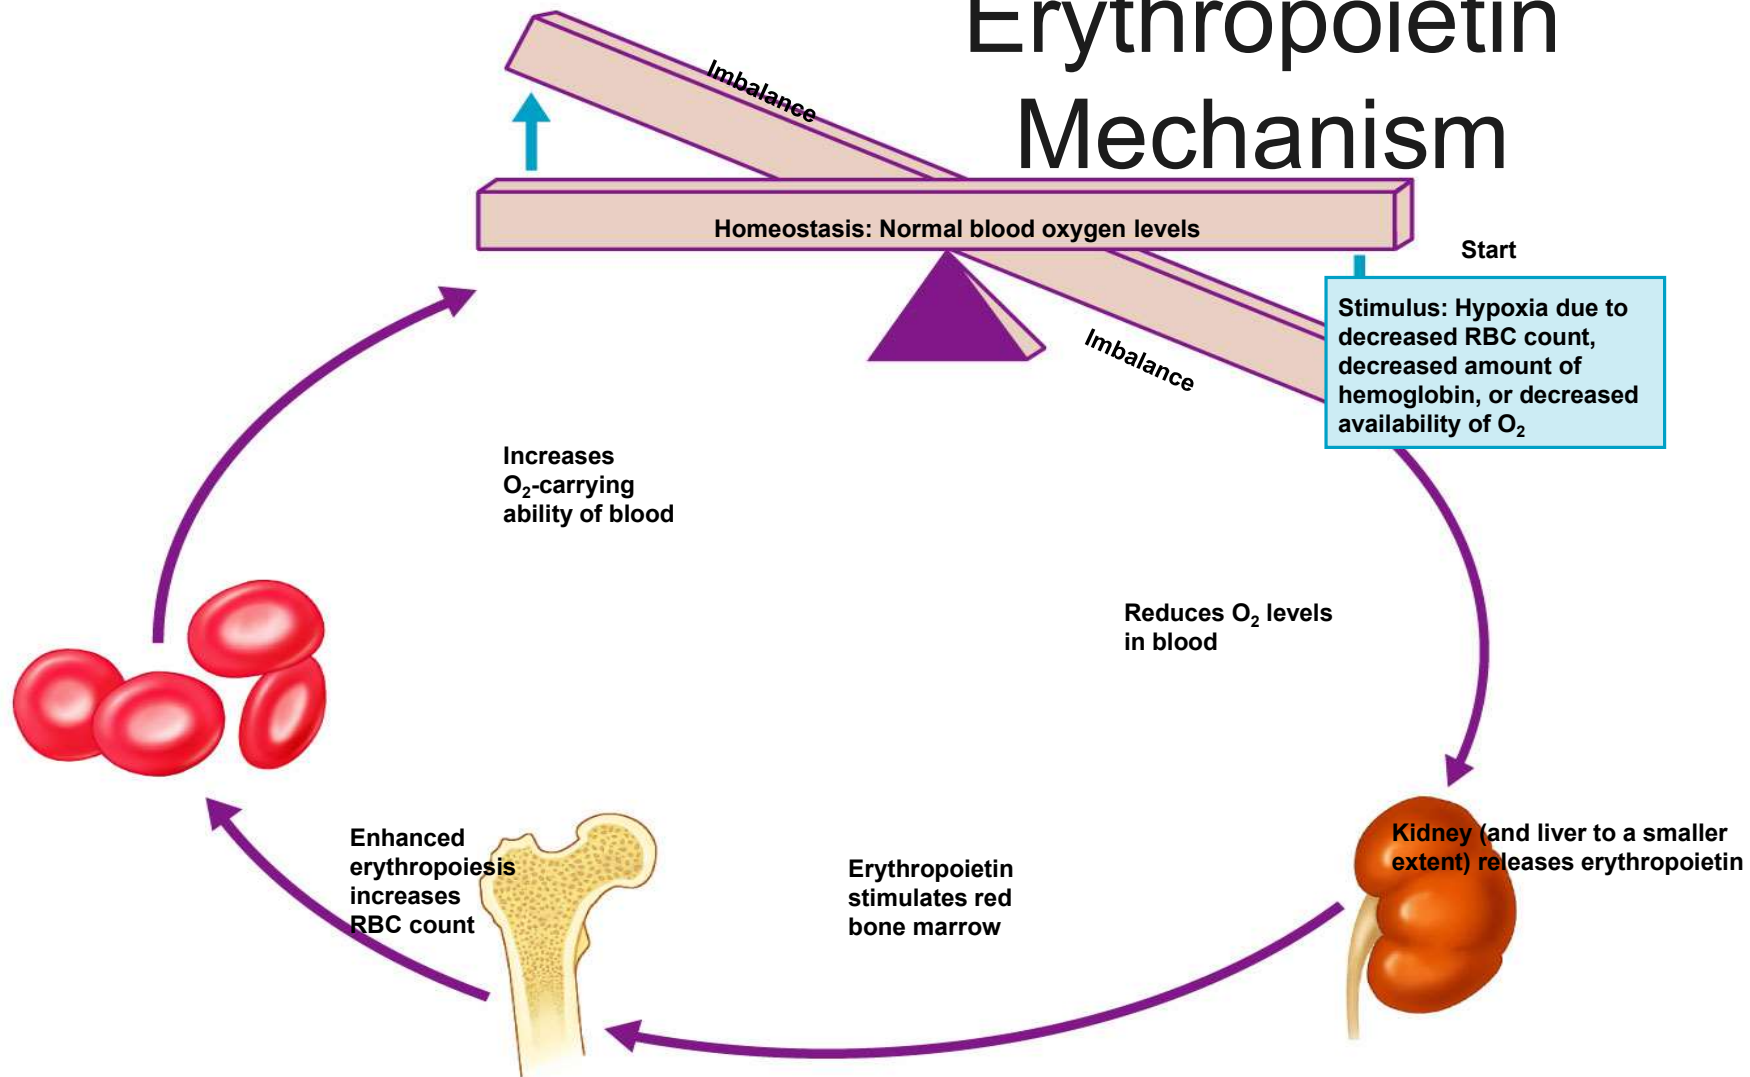 Erythropoietin
Mechanism
Imbalance
Homeostasis: Normal blood oxygen levels
Start
Stimulus: Hypoxia due to
decreased RBC count,
decreased amount of
hemoglobin, or decreased
availability of O₂
Imbalance
Increases
O₂-carrying
ability of blood
Reduces O₂ levels
in blood
Kidney (and liver to a smaller
extent) releases erythropoietin
Enhanced
erythropoiesis
increases
RBC count
Erythropoietin
stimulates red
bone marrow